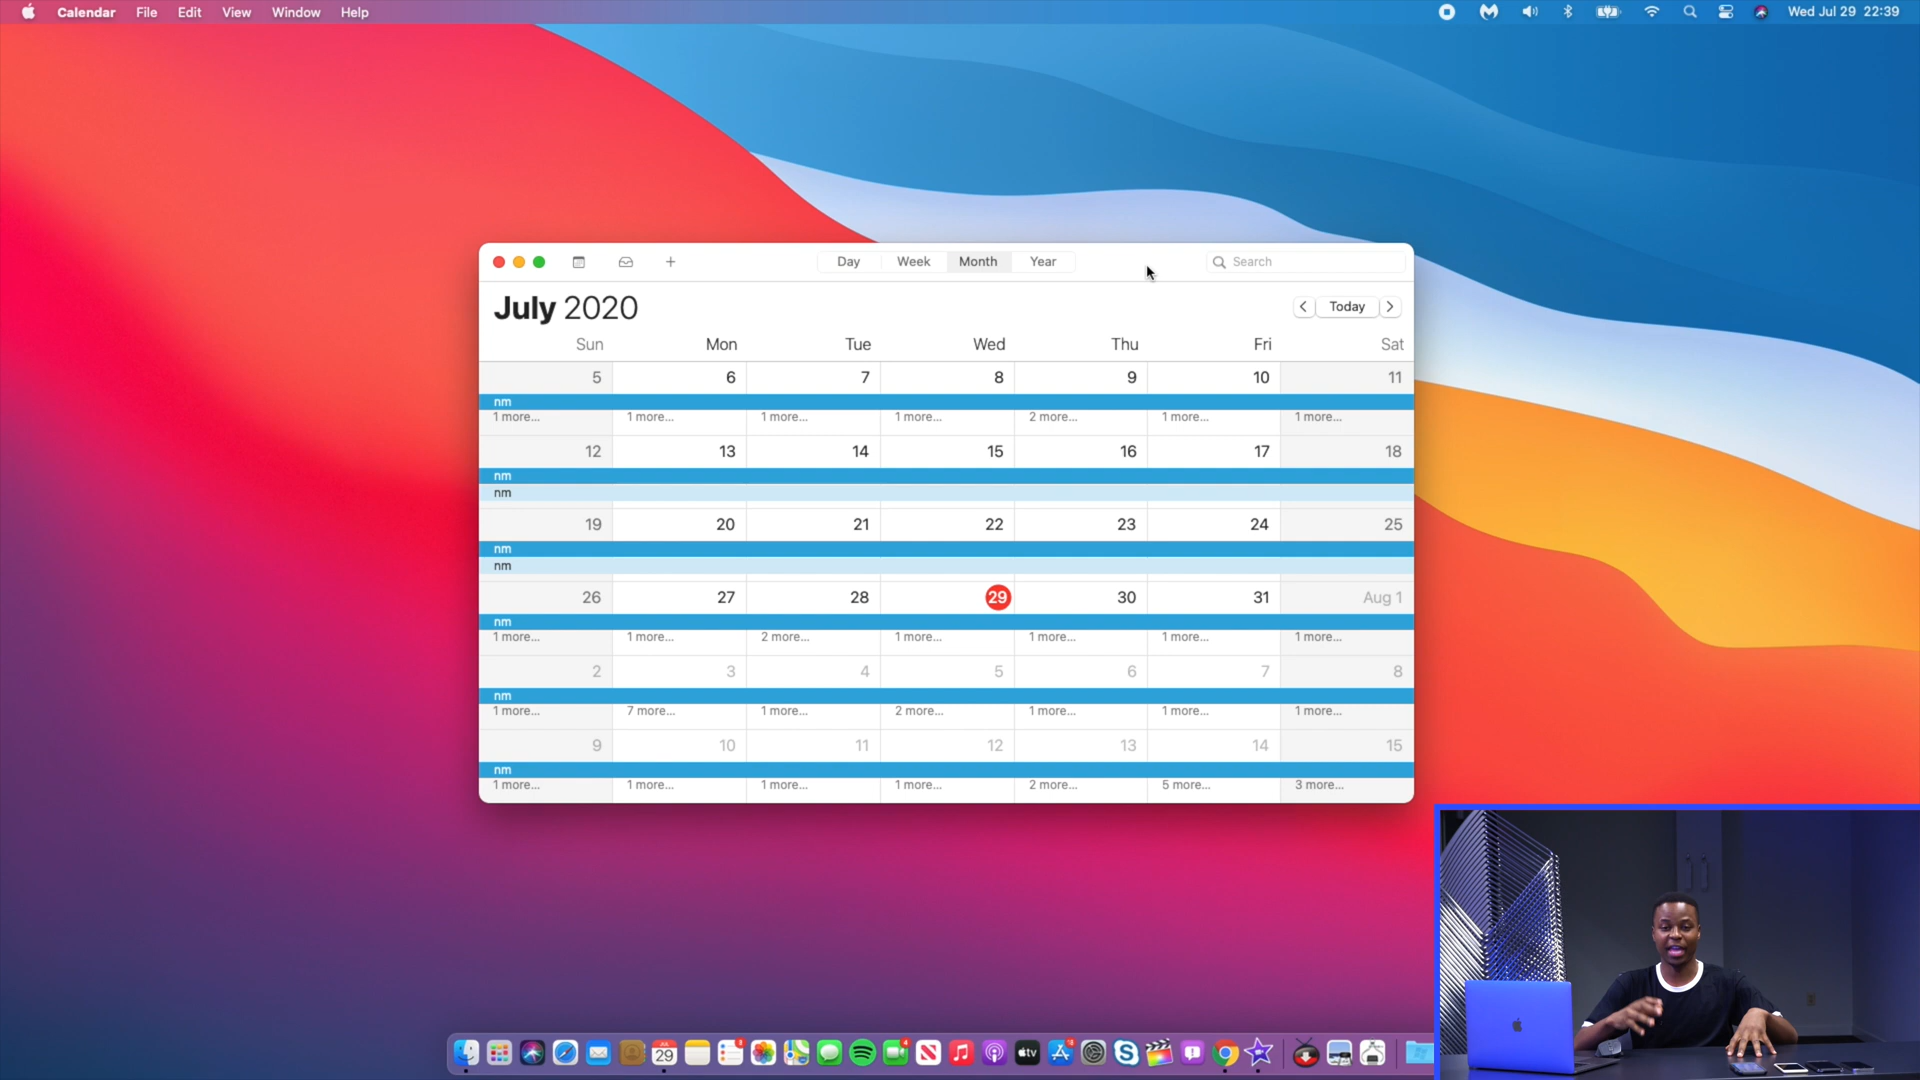 Calendar File Edit View Window Help Wed Jul 29 22:39
Day Week Month Year Search
July 2020 Today
Sun Mon Tue Wed Thu Fri Sat
5 6 7 8 9 10 11
nm
1 more... 1 more... 1 more... 1 more... 2 more... 1 more... 1 more...
12 13 14 15 16 17 18
nm
nm
19 20 21 22 23 24 25
nm
nm
26 27 28 29 30 31 Aug 1
nm
1 more... 1 more... 2 more... 1 more... 1 more... 1 more... 1 more...
2 3 4 5 6 7 8
nm
1 more... 7 more... 1 more... 2 more... 1 more... 1 more... 1 more...
9 10 11 12 13 14 15
nm
1 more... 1 more... 1 more... 1 more... 2 more... 5 more... 3 more...
29 tv